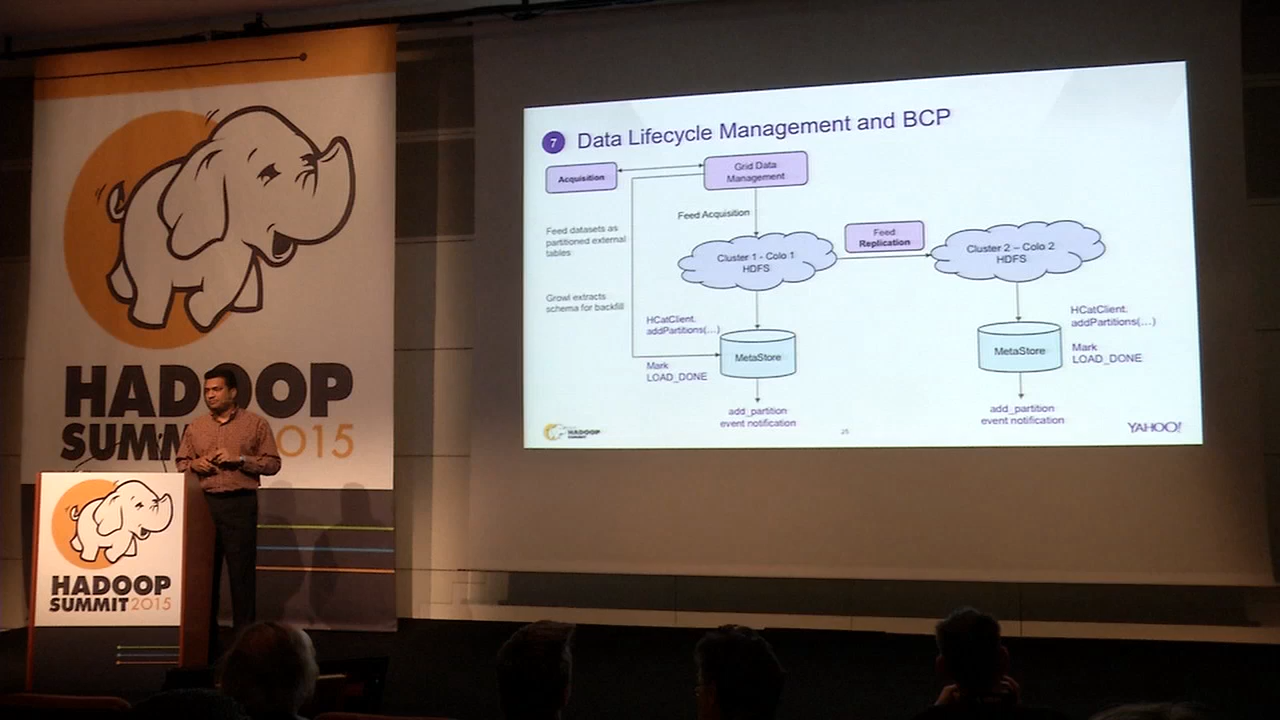 HADOOP
SUMMIT 2015
HADOOP
SUMMIT 2015
7 Data Lifecycle Management and BCP
Acquisition
Grid Data
Management
Feed Acquisition
Feed datasets as
partitioned external
tables
Growl extracts
schema for backfill
Cluster 1 - Colo 1
HDFS
Feed
Replication
Cluster 2 – Colo 2
HDFS
HCatClient.
addPartitions(…)
Mark
LOAD_DONE
MetaStore
add_partition
event notification
MetaStore
HCatClient.
addPartitions(…)
Mark
LOAD_DONE
add_partition
event notification
HADOOP
SUMMIT
25
YAHOO!